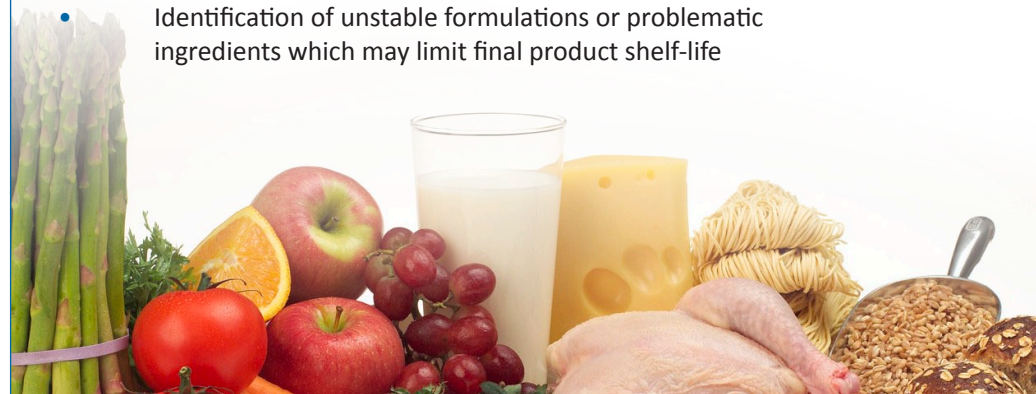 • Identification of unstable formulations or problematic
ingredients which may limit final product shelf-life